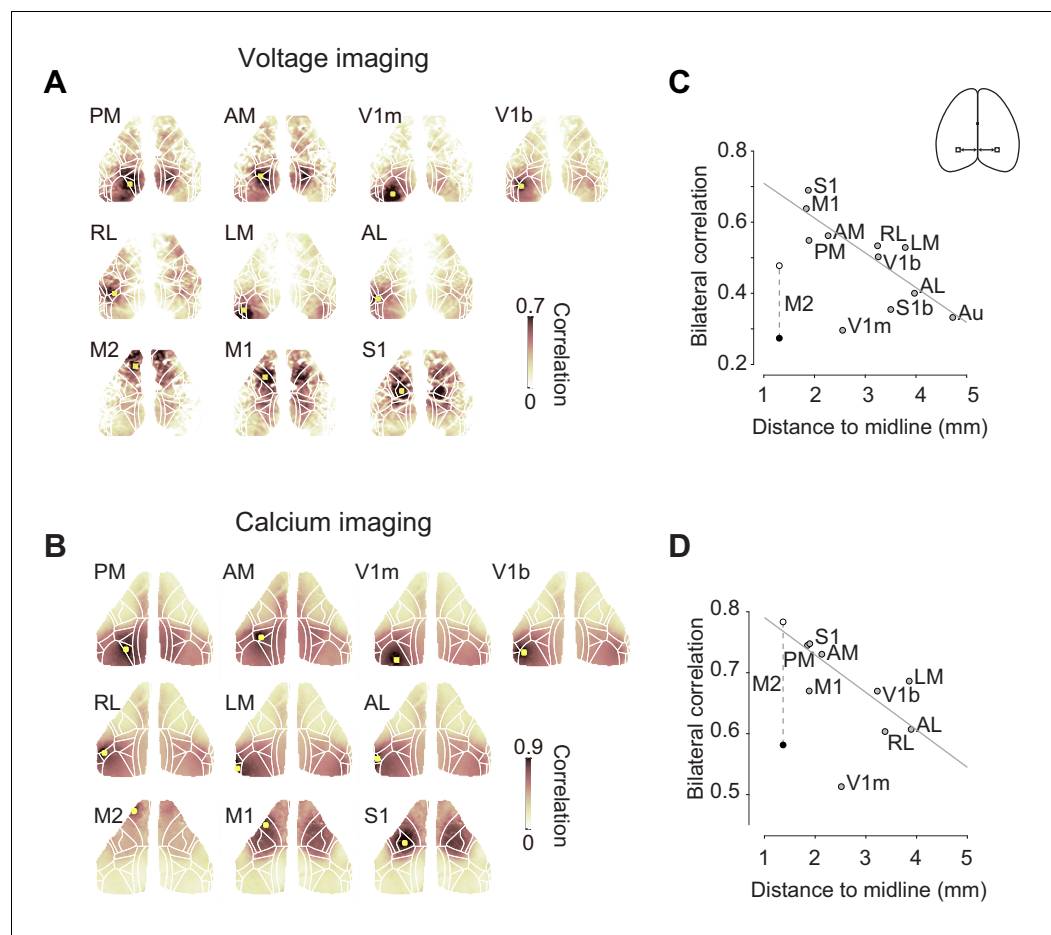 Voltage imaging
A
PM AM V1m V1b
RL LM AL
M2 M1 S1
0.7
0
Correlation
C
0.8
0.6
0.4
0.2
Bilateral correlation
S1
M1
AM
PM
RL
LM
V1b
M2
AL
S1b
Au
V1m
1 2 3 4 5
Distance to midline (mm)
Calcium imaging
B
PM AM V1m V1b
RL LM AL
M2 M1 S1
0.9
0
Correlation
D
0.8
0.7
0.6
0.5
Bilateral correlation
S1
PM
AM
M2
M1
LM
V1b
AL
RL
V1m
1 2 3 4 5
Distance to midline (mm)